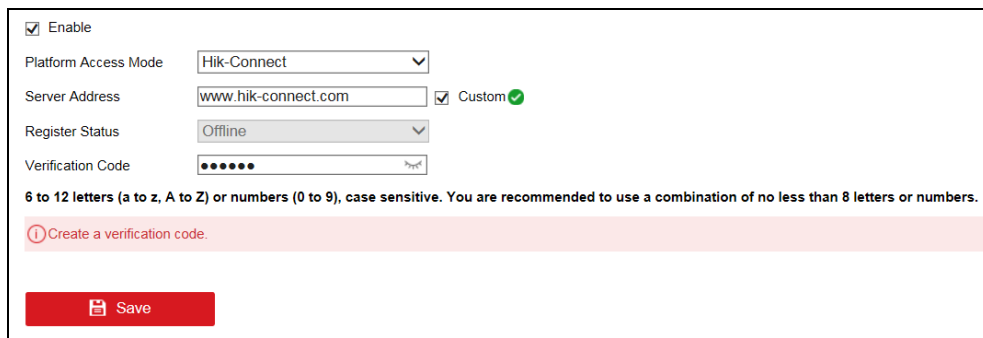 Enable
Platform Access Mode Hik-Connect
Server Address www.hik-connect.com Custom
Register Status Offline
Verification Code ●●●●●●
6 to 12 letters (a to z, A to Z) or numbers (0 to 9), case sensitive. You are recommended to use a combination of no less than 8 letters or numbers.
Create a verification code.
Save